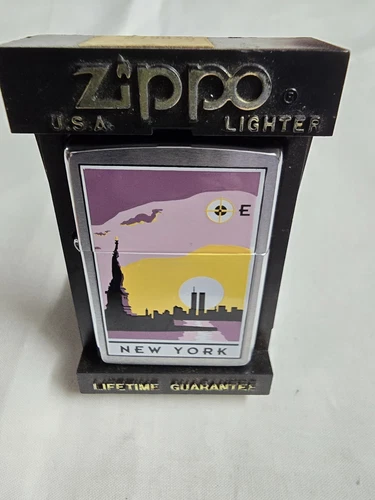 Zippo ®
U.S.A. LIGHTER
E
NEW YORK
LIFETIME GUARANTEE